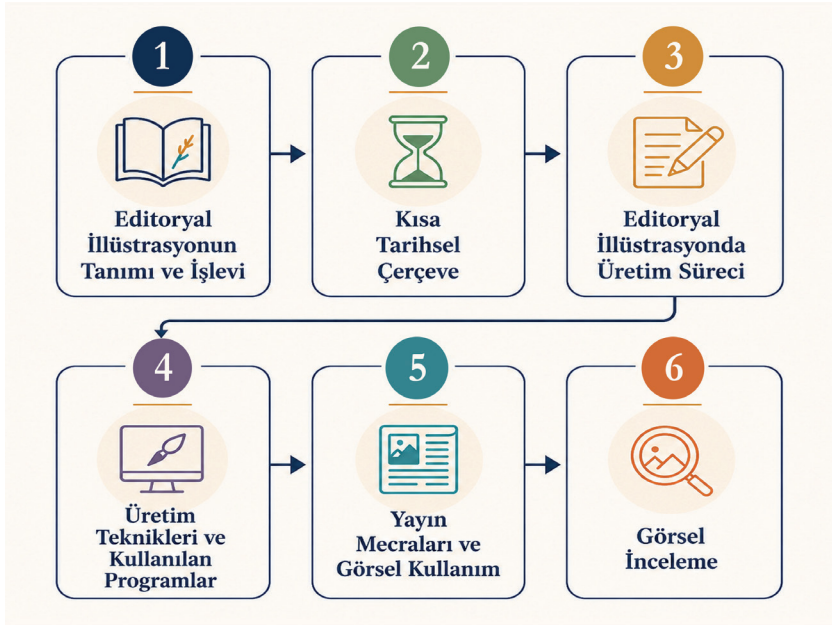 1
Editoryal
İllüstrasyonun
Tanımı ve İşlevi
2
Kısa
Tarihsel
Çerçeve
3
Editoryal
İllüstrasyonda
Üretim Süreci
4
Üretim
Teknikleri ve
Kullanılan
Programlar
5
Yayın
Mecraları ve
Görsel Kullanım
6
Görsel
İnceleme